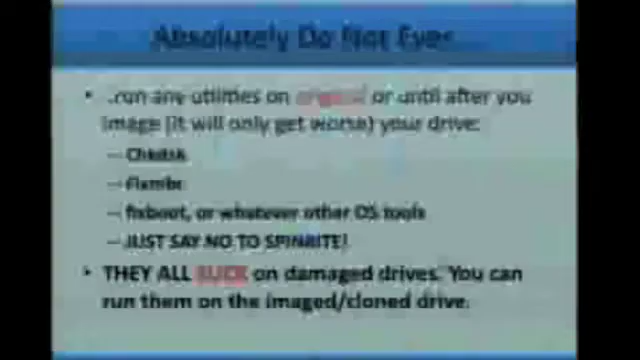 Absolutely Do Not Ever...
• ..run any utilities on original or until after you
image (it will only get worse) your drive:
– Chkdsk
– Fixmbr
– fixboot, or whatever other OS tools
– JUST SAY NO TO SPINRITE!
• THEY ALL SUCK on damaged drives. You can
run them on the imaged/cloned drive.